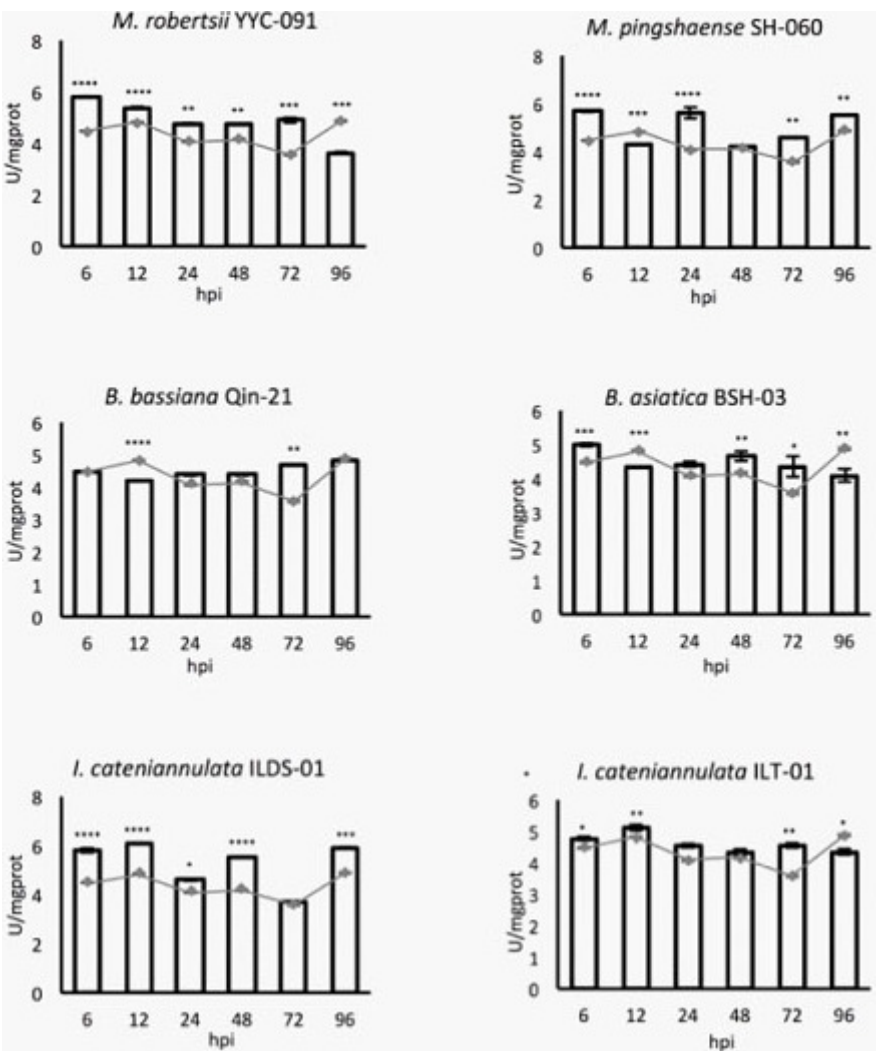 M. robertsii YYC-091
8
6
4
2
0
U/mgprot
**** **** ** ** *** ***
6 12 24 48 72 96
hpi
M. pingshaense SH-060
8
6
4
2
0
U/mgprot
**** *** **** ** **
6 12 24 48 72 96
hpi
B. bassiana Qin-21
6
5
4
3
2
1
0
U/mgprot
**** **
6 12 24 48 72 96
hpi
B. asiatica BSH-03
6
5
4
3
2
1
0
U/mgprot
*** *** ** * **
6 12 24 48 72 96
hpi
I. cateniannulata ILDS-01
8
6
4
2
0
U/mgprot
**** **** * **** ***
6 12 24 48 72 96
hpi
*
I. cateniannulata ILT-01
6
5
4
3
2
1
0
U/mgprot
* ** ** *
6 12 24 48 72 96
hpi